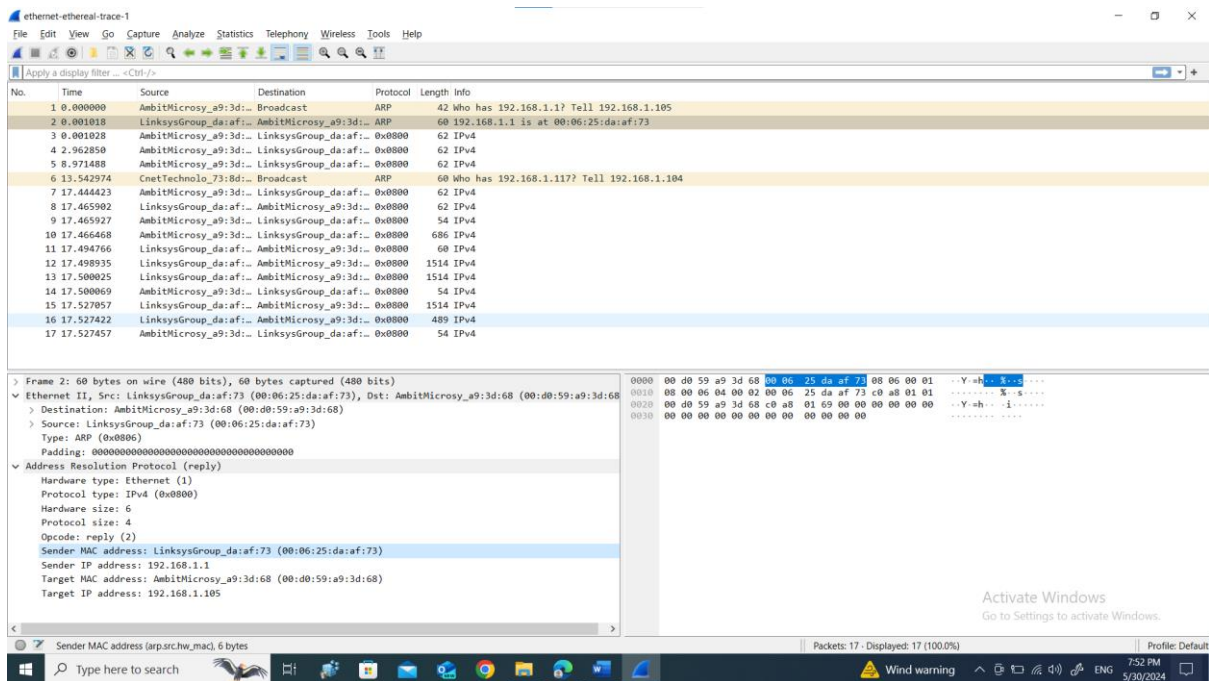 ethernet-ethereal-trace-1
File Edit View Go Capture Analyze Statistics Telephony Wireless Tools Help
Apply a display filter ... <Ctrl-/>
No. Time Source Destination Protocol Length Info
1 0.000000 AmbitMicrosy_a9:3d:… Broadcast ARP 42 Who has 192.168.1.1? Tell 192.168.1.105
2 0.001018 LinksysGroup_da:af:… AmbitMicrosy_a9:3d:… ARP 60 192.168.1.1 is at 00:06:25:da:af:73
3 0.001028 AmbitMicrosy_a9:3d:… LinksysGroup_da:af:… 0x0800 62 IPv4
4 2.962850 AmbitMicrosy_a9:3d:… LinksysGroup_da:af:… 0x0800 62 IPv4
5 8.971488 AmbitMicrosy_a9:3d:… LinksysGroup_da:af:… 0x0800 62 IPv4
6 13.542974 CnetTechnolo_73:8d:… Broadcast ARP 60 Who has 192.168.1.117? Tell 192.168.1.104
7 17.444423 AmbitMicrosy_a9:3d:… LinksysGroup_da:af:… 0x0800 62 IPv4
8 17.465902 LinksysGroup_da:af:… AmbitMicrosy_a9:3d:… 0x0800 62 IPv4
9 17.465927 AmbitMicrosy_a9:3d:… LinksysGroup_da:af:… 0x0800 54 IPv4
10 17.466468 AmbitMicrosy_a9:3d:… LinksysGroup_da:af:… 0x0800 686 IPv4
11 17.494766 LinksysGroup_da:af:… AmbitMicrosy_a9:3d:… 0x0800 60 IPv4
12 17.498935 LinksysGroup_da:af:… AmbitMicrosy_a9:3d:… 0x0800 1514 IPv4
13 17.500025 LinksysGroup_da:af:… AmbitMicrosy_a9:3d:… 0x0800 1514 IPv4
14 17.500069 AmbitMicrosy_a9:3d:… LinksysGroup_da:af:… 0x0800 54 IPv4
15 17.527057 LinksysGroup_da:af:… AmbitMicrosy_a9:3d:… 0x0800 1514 IPv4
16 17.527422 LinksysGroup_da:af:… AmbitMicrosy_a9:3d:… 0x0800 489 IPv4
17 17.527457 AmbitMicrosy_a9:3d:… LinksysGroup_da:af:… 0x0800 54 IPv4
Frame 2: 60 bytes on wire (480 bits), 60 bytes captured (480 bits)
Ethernet II, Src: LinksysGroup_da:af:73 (00:06:25:da:af:73), Dst: AmbitMicrosy_a9:3d:68 (00:d0:59:a9:3d:68
Destination: AmbitMicrosy_a9:3d:68 (00:d0:59:a9:3d:68)
Source: LinksysGroup_da:af:73 (00:06:25:da:af:73)
Type: ARP (0x0806)
Padding: 000000000000000000000000000000000000
Address Resolution Protocol (reply)
Hardware type: Ethernet (1)
Protocol type: IPv4 (0x0800)
Hardware size: 6
Protocol size: 4
Opcode: reply (2)
Sender MAC address: LinksysGroup_da:af:73 (00:06:25:da:af:73)
Sender IP address: 192.168.1.1
Target MAC address: AmbitMicrosy_a9:3d:68 (00:d0:59:a9:3d:68)
Target IP address: 192.168.1.105
0000 00 d0 59 a9 3d 68 00 06 25 da af 73 08 06 00 01 ··Y·=h·· %··s····
0010 08 00 06 04 00 02 00 06 25 da af 73 c0 a8 01 01 ········ %··s····
0020 00 d0 59 a9 3d 68 c0 a8 01 69 00 00 00 00 00 00 ··Y·=h·· ·i······
0030 00 00 00 00 00 00 00 00 00 00 00 00 ········ ····
Activate Windows
Go to Settings to activate Windows.
Sender MAC address (arp.src.hw_mac), 6 bytes
Packets: 17 · Displayed: 17 (100.0%)
Profile: Default
Type here to search
Wind warning
ENG
7:52 PM
5/30/2024